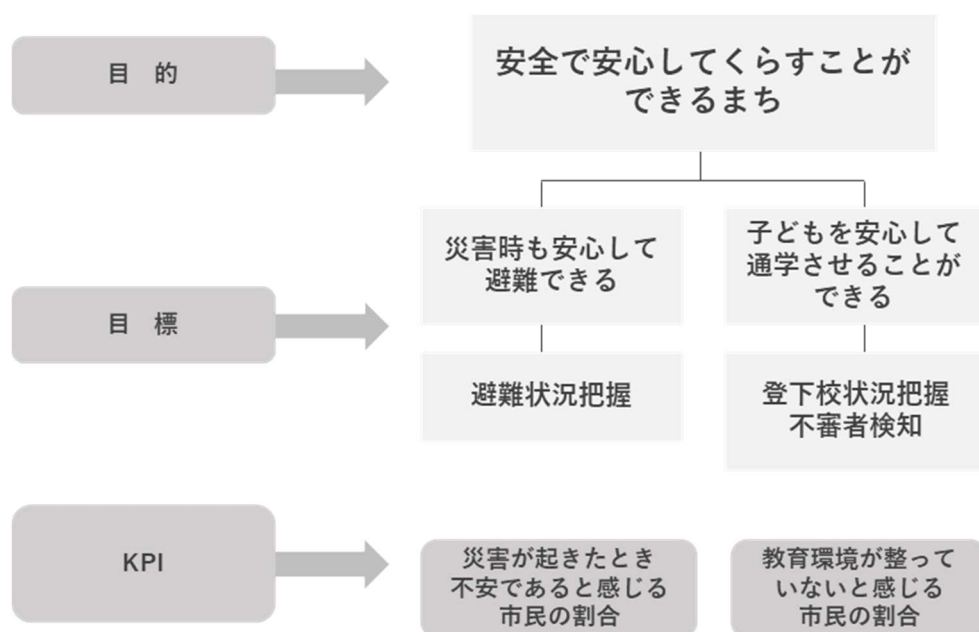 目　的
安全で安心してくらすことが
できるまち
目　標
災害時も安心して
避難できる
子どもを安心して
通学させることが
できる
避難状況把握
登下校状況把握
不審者検知
KPI
災害が起きたとき
不安であると感じる
市民の割合
教育環境が整って
いないと感じる
市民の割合